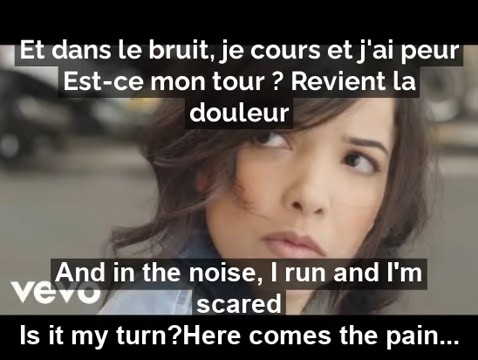 Et dans le bruit, je cours et j'ai peur
Est-ce mon tour ? Revient la
douleur
And in the noise, I run and I'm
scared
vevo
Is it my turn?Here comes the pain...